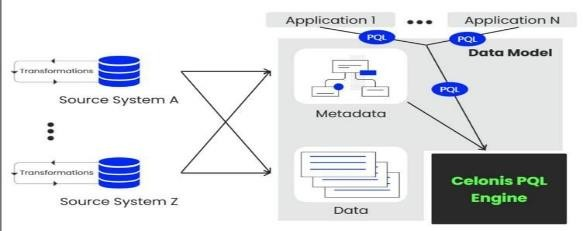 Application 1
Application N
PQL
PQL
Data Model
Transformations
PQL
Source System A
Metadata
Transformations
Celonis PQL
Engine
Source System Z
Data